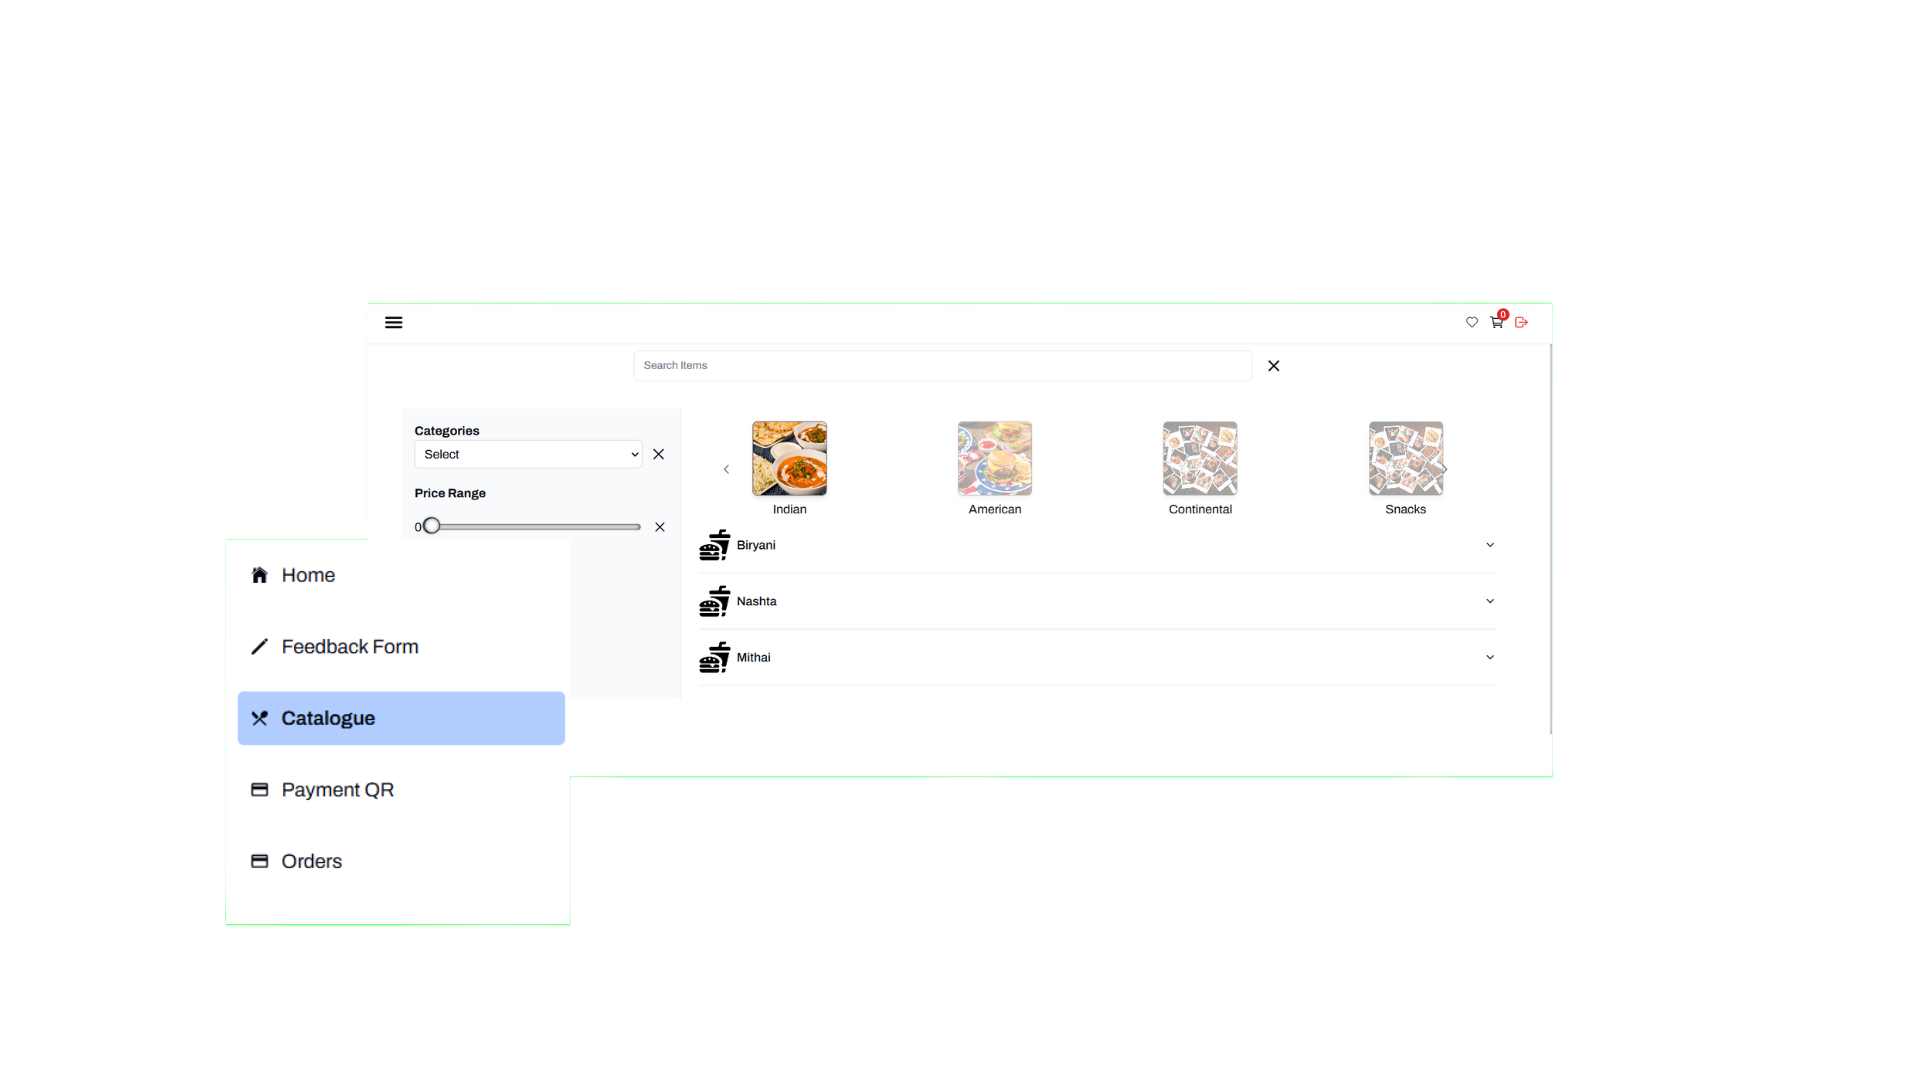 0
Search Items
Categories
Select
Price Range
0
Indian
American
Continental
Snacks
Biryani
Nashta
Mithai
Home
Feedback Form
Catalogue
Payment QR
Orders